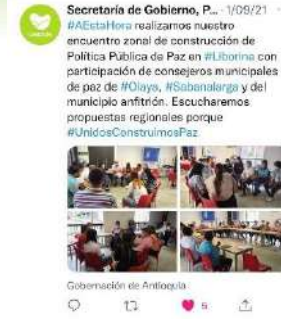 Secretaría de Gobierno, P... · 1/09/21
#AEstaHora realizamos nuestro
encuentro zonal de construcción de
Política Pública de Paz en #Liborina con
participación de consejeros municipales
de paz de #Olaya, #Sabanalarga y del
municipio anfitrión. Escucharemos
propuestas regionales porque
#UnidosConstruimosPaz
Gobernación de Antioquia
5